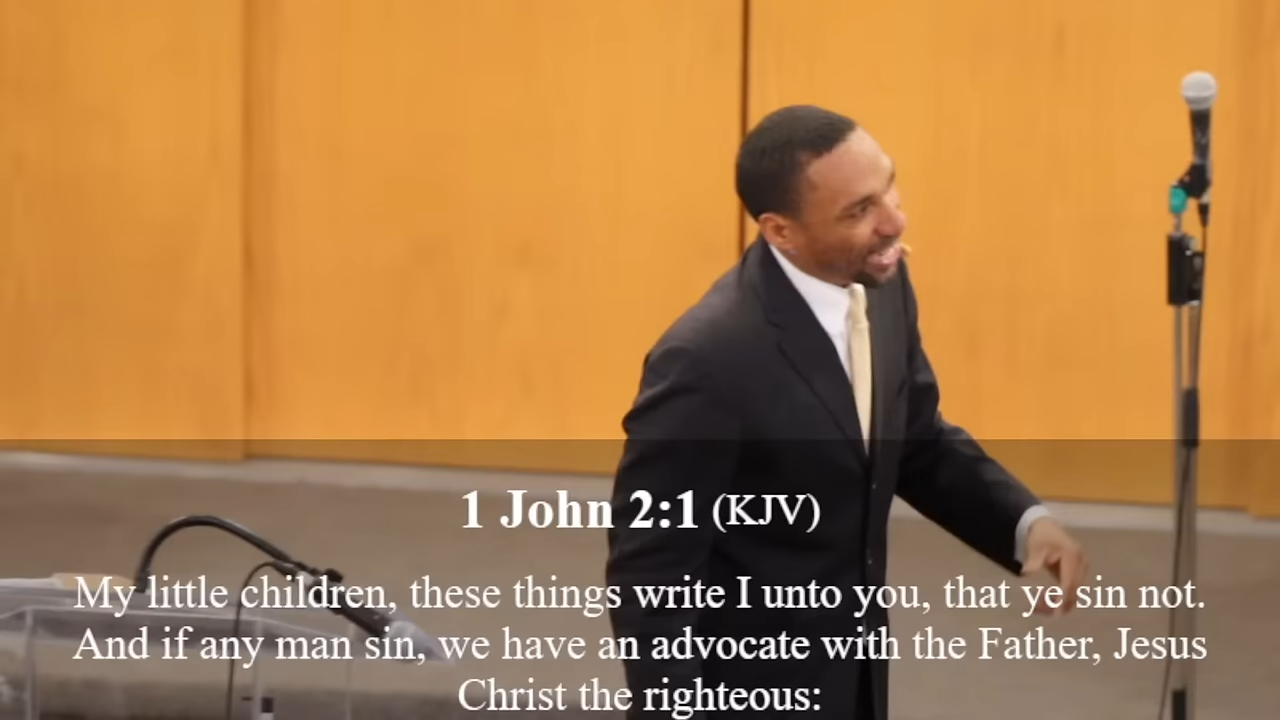 1 John 2:1 (KJV)
My little children, these things write I unto you, that ye sin not.
And if any man sin, we have an advocate with the Father, Jesus
Christ the righteous: